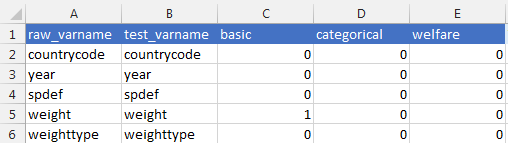 A B C D E
1 raw_varname test_varname basic categorical welfare
2 countrycode countrycode 0 0 0
3 year year 0 0 0
4 spdef spdef 0 0 0
5 weight weight 1 0 0
6 weighttype weighttype 0 0 0